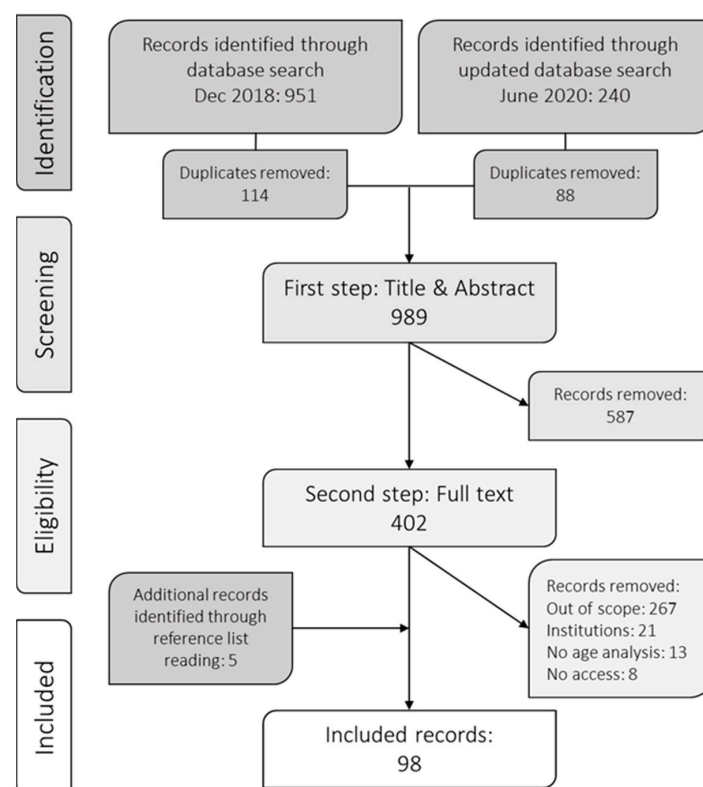 Identification
Records identified through
database search
Dec 2018: 951
Records identified through
updated database search
June 2020: 240
Duplicates removed:
114
Duplicates removed:
88
Screening
First step: Title & Abstract
989
Records removed:
587
Eligibility
Second step: Full text
402
Additional records
identified through
reference list
reading: 5
Records removed:
Out of scope: 267
Institutions: 21
No age analysis: 13
No access: 8
Included
Included records:
98